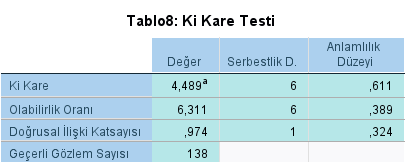 Tablo8: Ki Kare Testi
Değer Serbestlik D. Anlamlılık Düzeyi
Ki Kare 4,489a 6 ,611
Olabilirlik Oranı 6,311 6 ,389
Doğrusal İlişki Katsayısı ,974 1 ,324
Geçerli Gözlem Sayısı 138